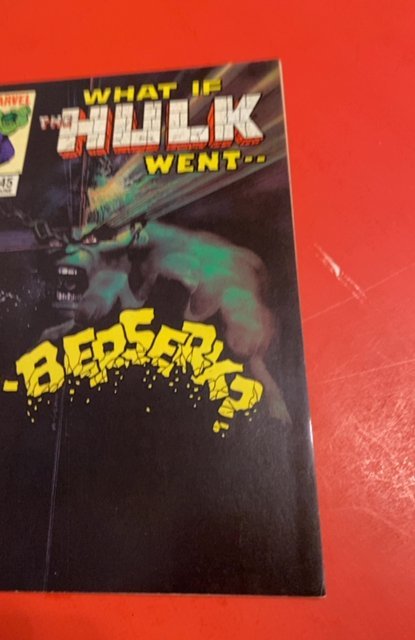 WHAT IF
MARVEL
THE HULK
WENT--
45
-BERSERK?